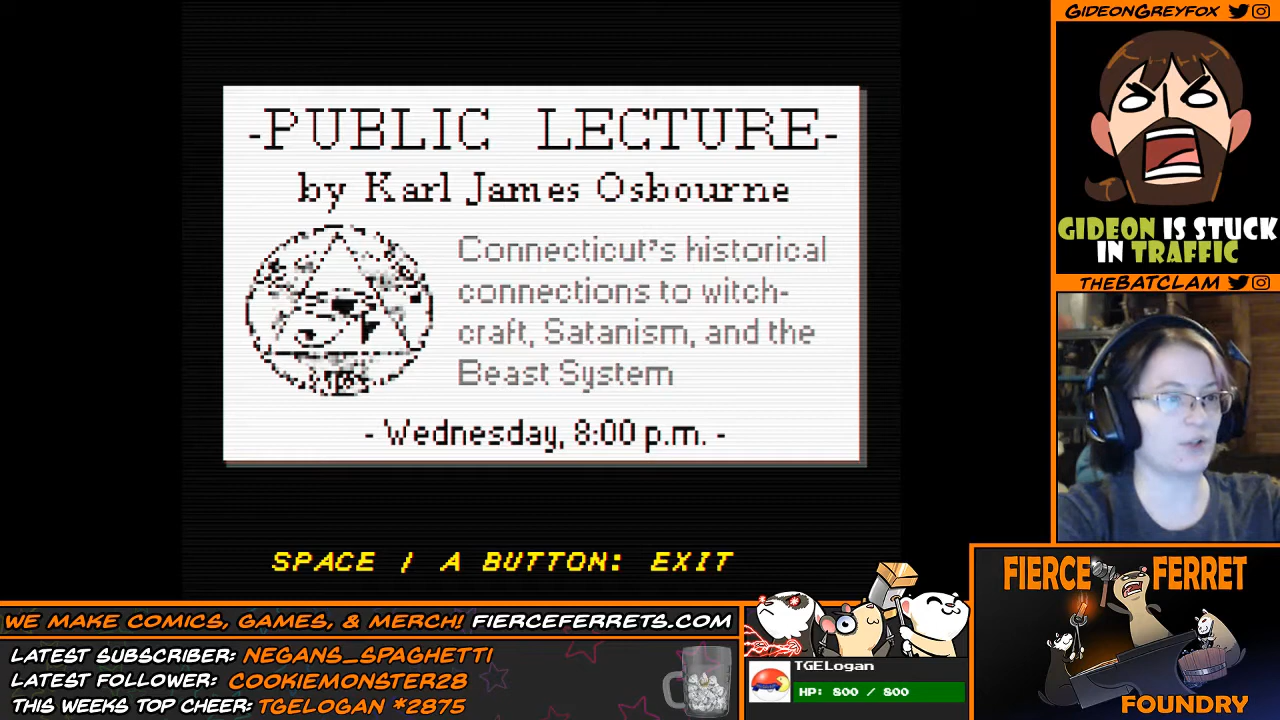 -PUBLIC LECTURE-
by Karl James Osbourne
Connecticut's historical
connections to witch-
craft, Satanism, and the
Beast System
- Wednesday, 8:00 p.m. -
SPACE / A BUTTON: EXIT
GIDEONGREYFOX
GIDEON IS STUCK
IN TRAFFIC
THEBATCLAM
FIERCE FERRET
FOUNDRY
WE MAKE COMICS, GAMES, & MERCH! FIERCEFERRETS.COM
LATEST SUBSCRIBER: NEGANS_SPAGHETTI
LATEST FOLLOWER: COOKIEMONSTER28
THIS WEEKS TOP CHEER: TGELOGAN *2875
TGELogan
HP: 800 / 800